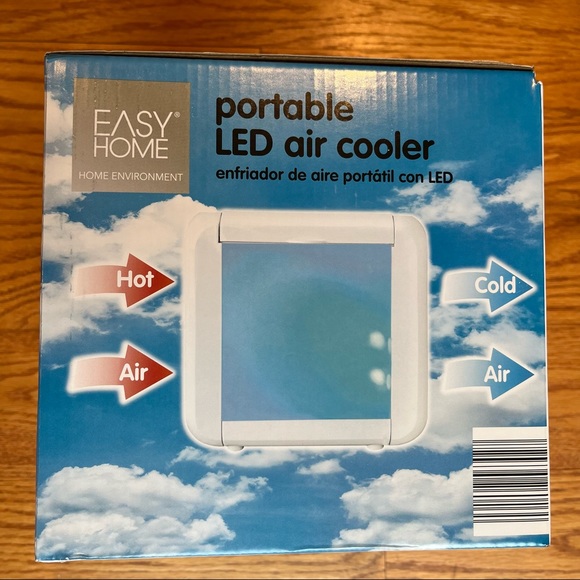 EASY®
HOME
HOME ENVIRONMENT
portable
LED air cooler
enfriador de aire portátil con LED
Hot
Cold
Air
Air